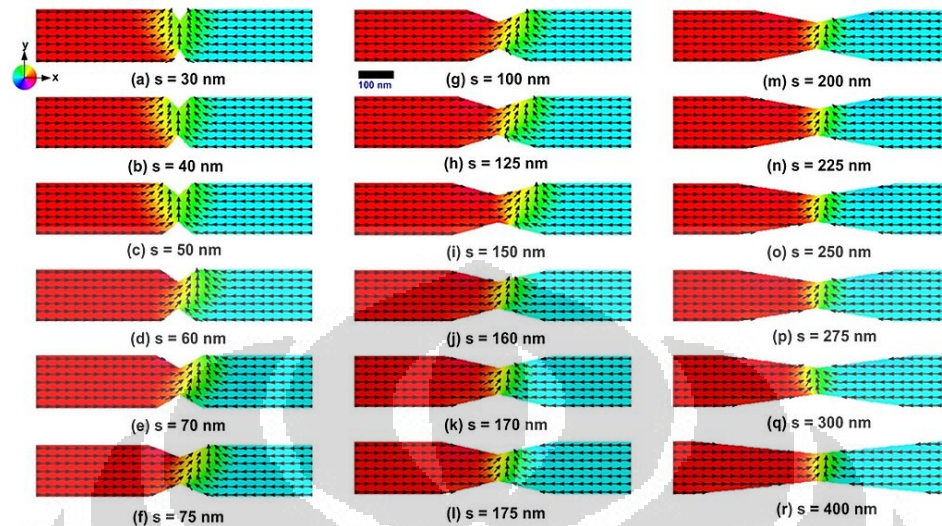 y
x
(a) s = 30 nm
(b) s = 40 nm
(c) s = 50 nm
(d) s = 60 nm
(e) s = 70 nm
(f) s = 75 nm
100 nm
(g) s = 100 nm
(h) s = 125 nm
(i) s = 150 nm
(j) s = 160 nm
(k) s = 170 nm
(l) s = 175 nm
(m) s = 200 nm
(n) s = 225 nm
(o) s = 250 nm
(p) s = 275 nm
(q) s = 300 nm
(r) s = 400 nm